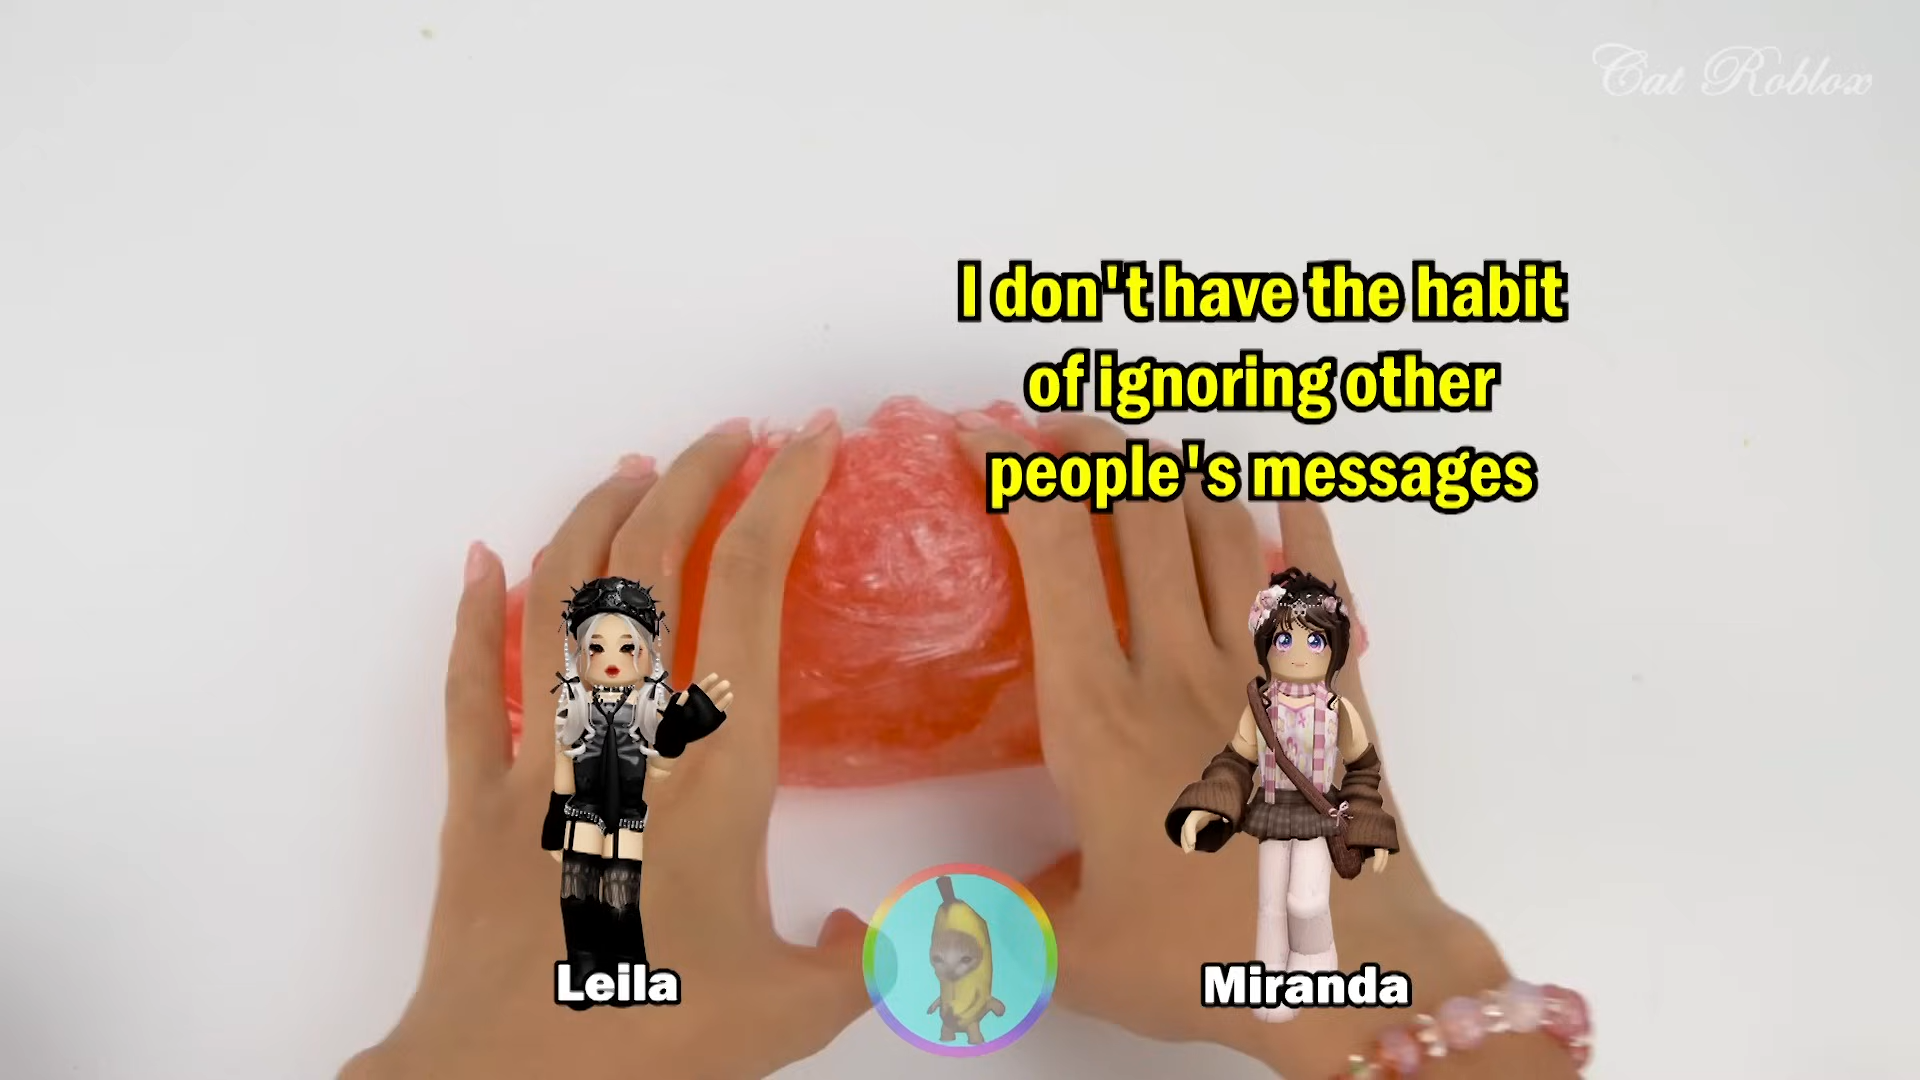 Cat Roblox
I don't have the habit
of ignoring other
people's messages
Leila
Miranda